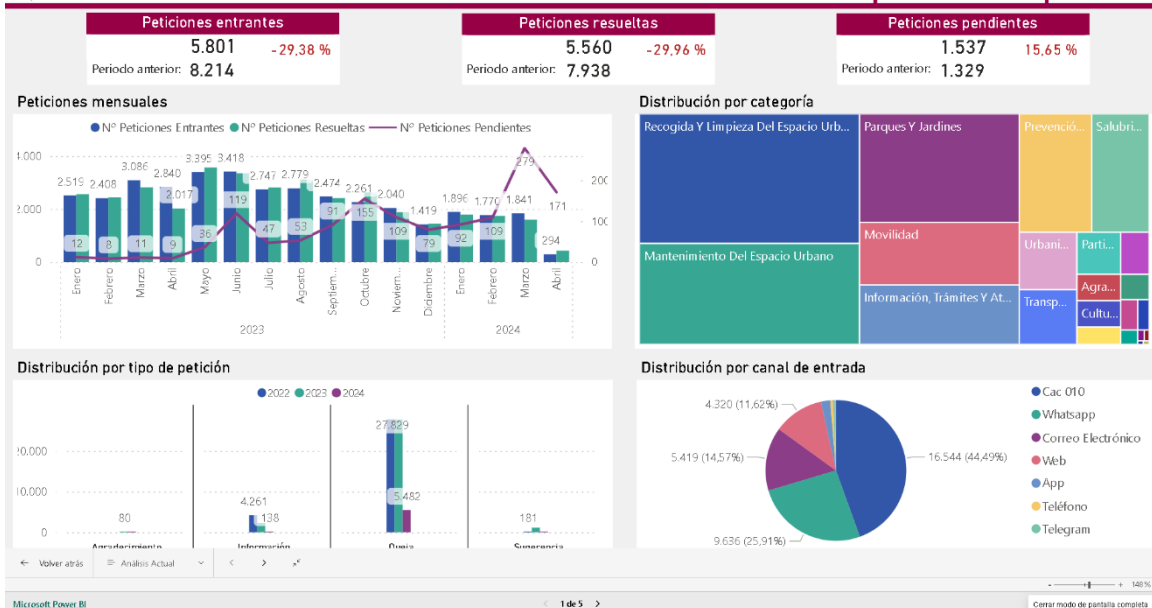 Peticiones entrantes
5.801 -29,38 %
Periodo anterior: 8.214
Peticiones resueltas
5.560 -29,96 %
Periodo anterior: 7.938
Peticiones pendientes
1.537 15,65 %
Periodo anterior: 1.329
Peticiones mensuales
Nº Peticiones Entrantes Nº Peticiones Resueltas Nº Peticiones Pendientes
2.519 2.408 3.086 2.840 2.017 3.395 3.418 2.747 2.779 2.474 2.261 2.040 1.419 1.896 1.770 1.841 294
12 8 11 9 36 119 47 53 91 155 109 79 92 109 279 171
4.000
2.000
0
0
Enero Febrero Marzo Abril Mayo Junio Julio Agosto Septiem... Octubre Noviem... Diciembre Enero Febrero Marzo Abril
2023 2024
Distribución por categoría
Recogida Y Limpieza Del Espacio Urb...
Mantenimiento Del Espacio Urbano
Parques Y Jardines
Movilidad
Información, Trámites Y At...
Prevenció...
Salubri...
Urbani...
Parti...
Transp...
Agra...
Cultu...
Distribución por tipo de petición
2022 2023 2024
0
80
4.261
138
27.829
5.482
181
Agradecimiento Información Queja Sugerencia
Distribución por canal de entrada
4.320 (11,62%)
5.419 (14,57%)
9.636 (25,91%)
16.544 (44,49%)
Cac 010
Whatsapp
Correo Electrónico
Web
App
Teléfono
Telegram
← Volver atrás Análisis Actual
- + 148%
Microsoft Power BI
1 de 5
Cerrar modo de pantalla completa